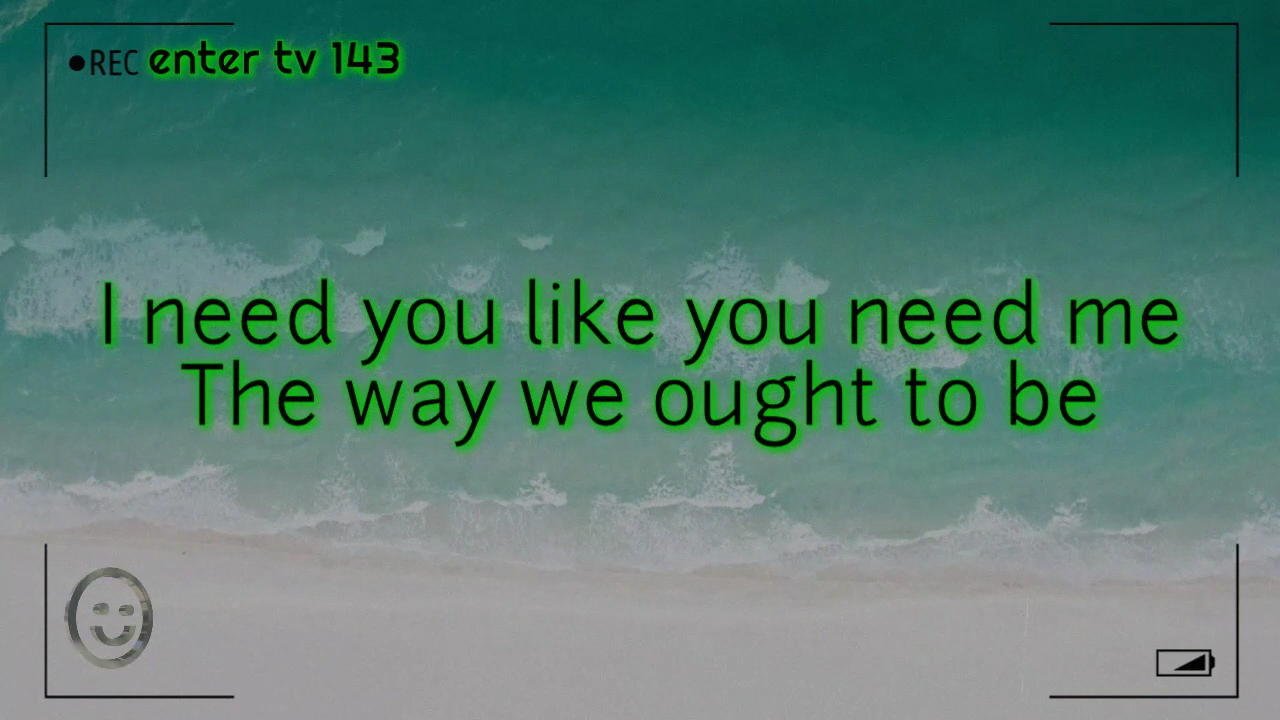 ●REC enter tv 143
I need you like you need me
The way we ought to be